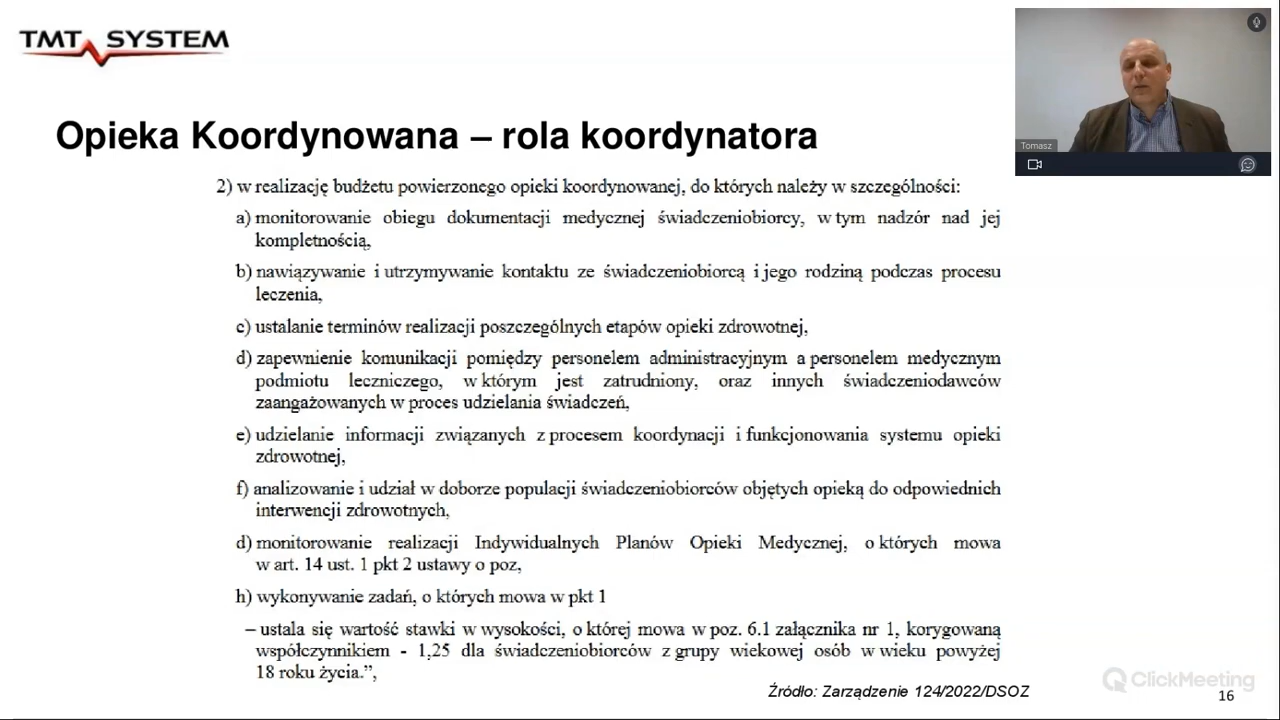 TMT SYSTEM
Tomasz
Opieka Koordynowana – rola koordynatora
2) w realizację budżetu powierzonego opieki koordynowanej, do których należy w szczególności:
a) monitorowanie obiegu dokumentacji medycznej świadczeniobiorcy, w tym nadzór nad jej
kompletnością,
b) nawiązywanie i utrzymywanie kontaktu ze świadczeniobiorcą i jego rodziną podczas procesu
leczenia,
c) ustalanie terminów realizacji poszczególnych etapów opieki zdrowotnej,
d) zapewnienie komunikacji pomiędzy personelem administracyjnym a personelem medycznym
podmiotu leczniczego, w którym jest zatrudniony, oraz innych świadczeniodawców
zaangażowanych w proces udzielania świadczeń,
e) udzielanie informacji związanych z procesem koordynacji i funkcjonowania systemu opieki
zdrowotnej,
f) analizowanie i udział w doborze populacji świadczeniobiorców objętych opieką do odpowiednich
interwencji zdrowotnych,
d) monitorowanie realizacji Indywidualnych Planów Opieki Medycznej, o których mowa
w art. 14 ust. 1 pkt 2 ustawy o poz,
h) wykonywanie zadań, o których mowa w pkt 1
– ustala się wartość stawki w wysokości, o której mowa w poz. 6.1 załącznika nr 1, korygowaną
współczynnikiem - 1,25 dla świadczeniobiorców z grupy wiekowej osób w wieku powyżej
18 roku życia.”,
Źródło: Zarządzenie 124/2022/DSOZ
ClickMeeting
16